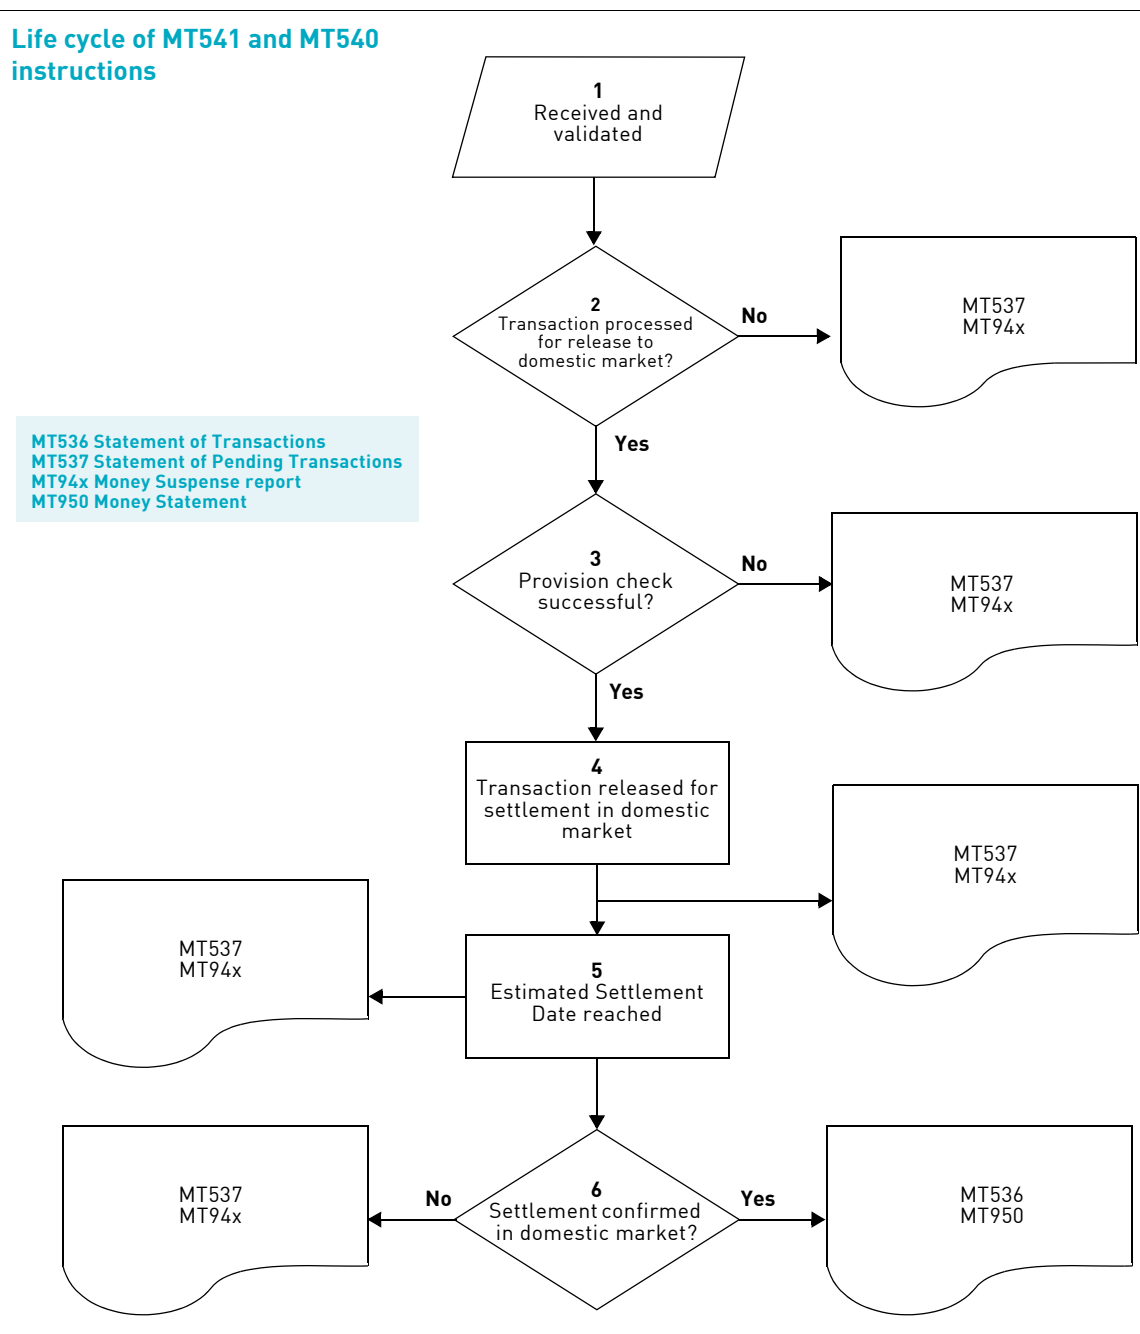 Life cycle of MT541 and MT540
instructions
1
Received and
validated
2
Transaction processed
for release to
domestic market?
No
MT537
MT94x
Yes
MT536 Statement of Transactions
MT537 Statement of Pending Transactions
MT94x Money Suspense report
MT950 Money Statement
3
Provision check
successful?
No
MT537
MT94x
Yes
4
Transaction released for
settlement in domestic
market
MT537
MT94x
5
Estimated Settlement
Date reached
MT537
MT94x
6
Settlement confirmed
in domestic market?
No
MT537
MT94x
Yes
MT536
MT950